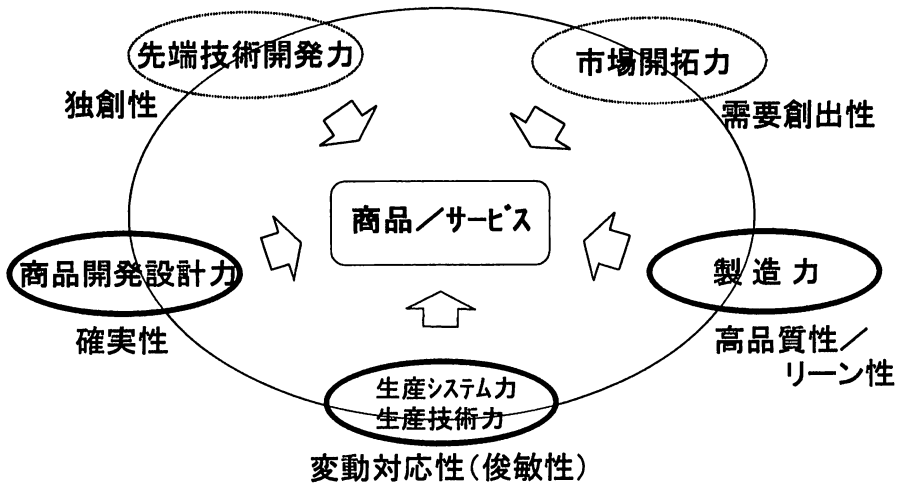 先端技術開発力
市場開拓力
独創性
需要創出性
商品／サービス
商品開発設計力
製造力
確実性
高品質性／
リーン性
生産システム力
生産技術力
変動対応性（俊敏性）